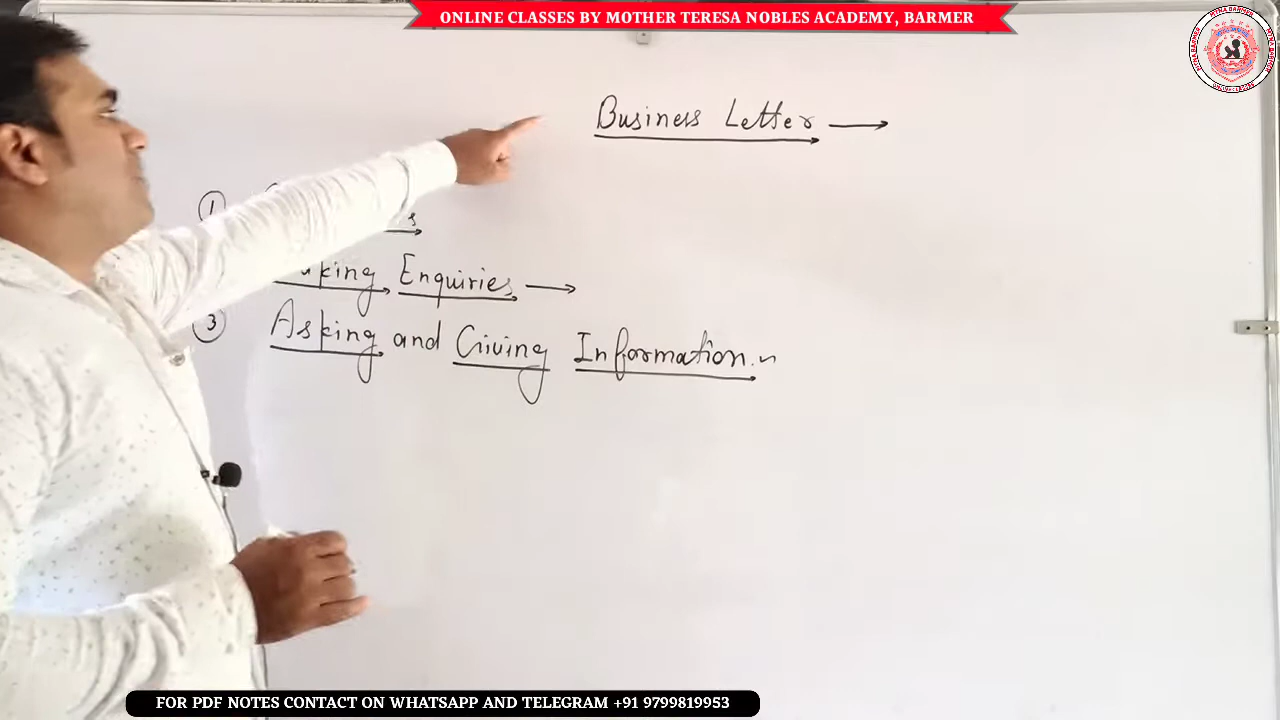 ONLINE CLASSES BY MOTHER TERESA NOBLES ACADEMY, BARMER
Business Letter
1
Enquiries
3 Asking and Giving Information.
FOR PDF NOTES CONTACT ON WHATSAPP AND TELEGRAM +91 9799819953